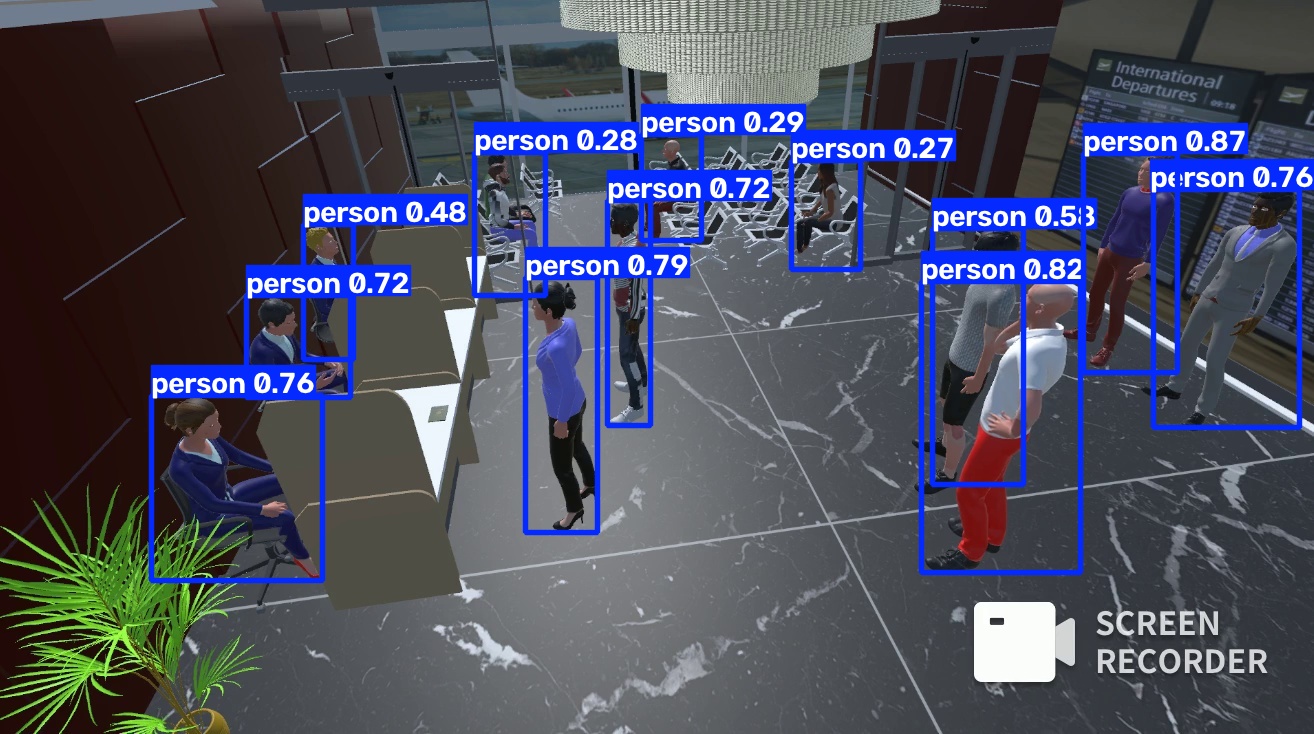 International
Departures
09:18
person 0.29
person 0.28
person 0.27
person 0.87
person 0.76
person 0.72
person 0.48
person 0.58
person 0.79
person 0.82
person 0.72
person 0.76
SCREEN
RECORDER